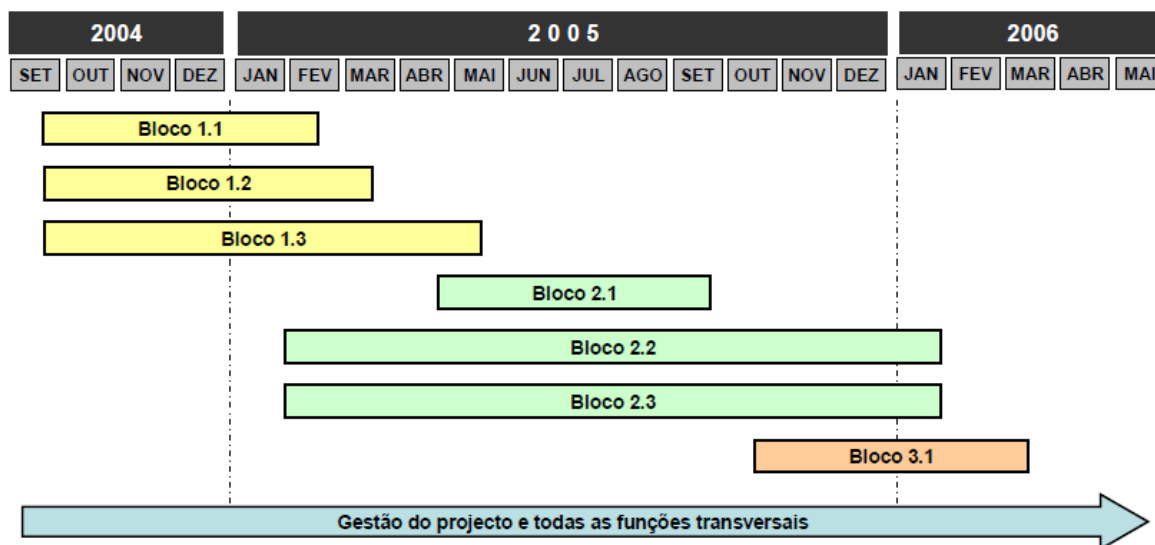 2004 2 0 0 5 2006
SET OUT NOV DEZ JAN FEV MAR ABR MAI JUN JUL AGO SET OUT NOV DEZ JAN FEV MAR ABR MAI
Bloco 1.1
Bloco 1.2
Bloco 1.3
Bloco 2.1
Bloco 2.2
Bloco 2.3
Bloco 3.1
Gestão do projecto e todas as funções transversais